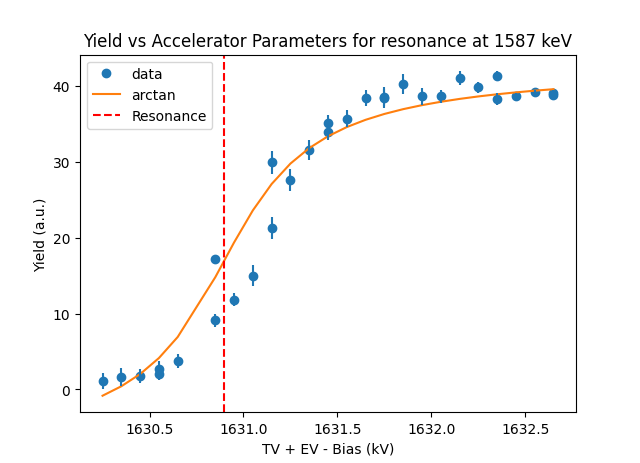 Yield vs Accelerator Parameters for resonance at 1587 keV
data
arctan
Resonance
Yield (a.u.)
40
30
20
10
0
1630.5 1631.0 1631.5 1632.0 1632.5
TV + EV - Bias (kV)